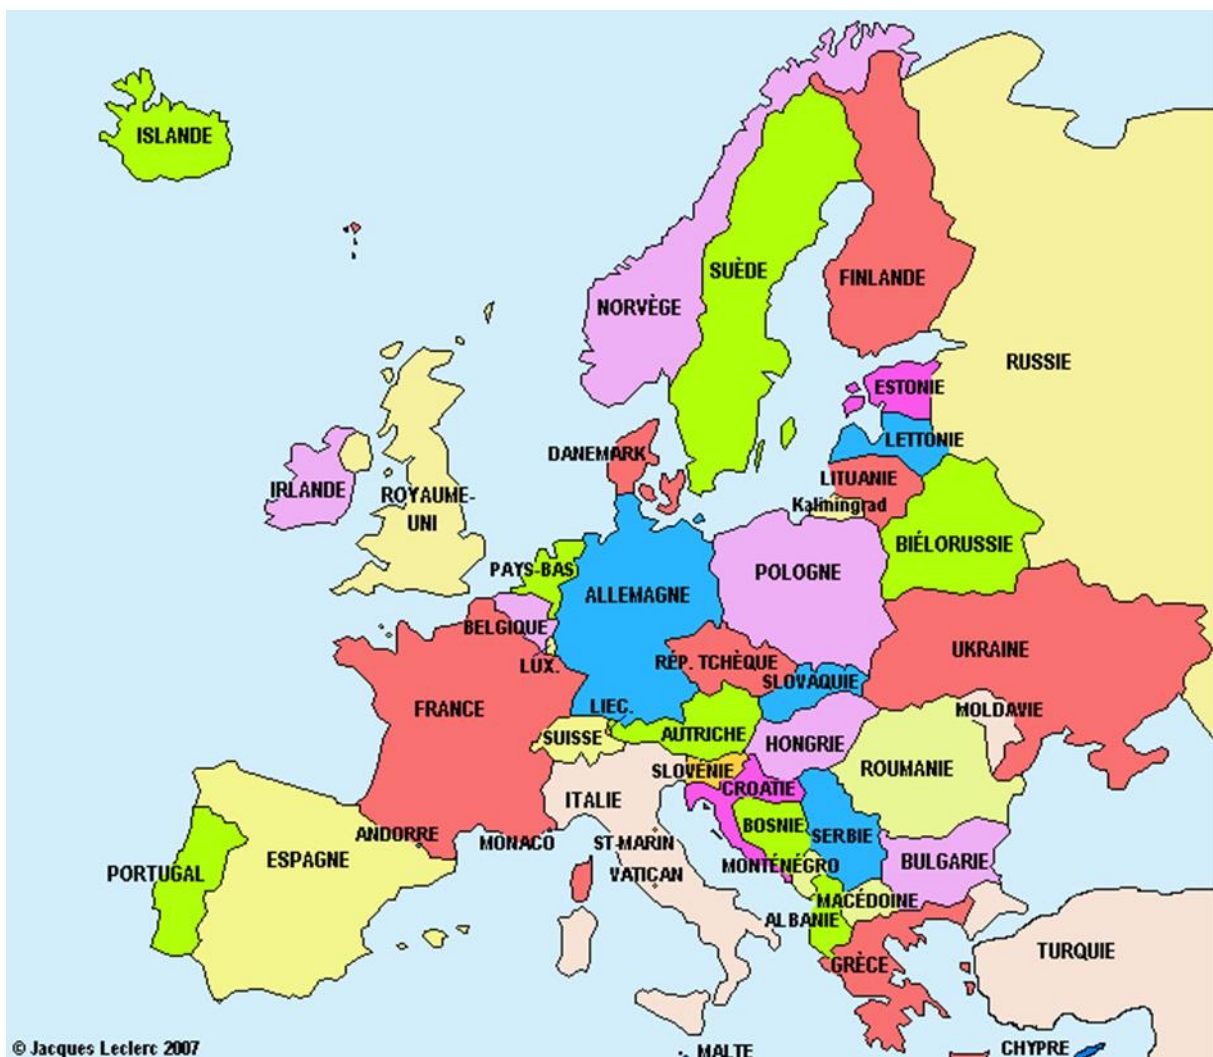 ISLANDE
SUÈDE
FINLANDE
NORVÈGE
RUSSIE
ESTONIE
LETTONIE
DANEMARK
LITUANIE
IRLANDE
ROYAUME-
UNI
Kaliningrad
BIÉLORUSSIE
PAYS-BAS
POLOGNE
ALLEMAGNE
BELGIQUE
UKRAINE
LUX.
RÉP. TCHÈQUE
SLOVAQUIE
FRANCE
LIEC.
MOLDAVIE
SUISSE
AUTRICHE
HONGRIE
SLOVÉNIE
ROUMANIE
CROATIE
ITALIE
BOSNIE
SERBIE
ANDORRE
MONACO
ST-MARIN
ESPAGNE
BULGARIE
MONTÉNÉGRO
PORTUGAL
VATICAN
MACÉDOINE
ALBANIE
TURQUIE
GRÈCE
© Jacques Leclerc 2007
MALTE
CHYPRE